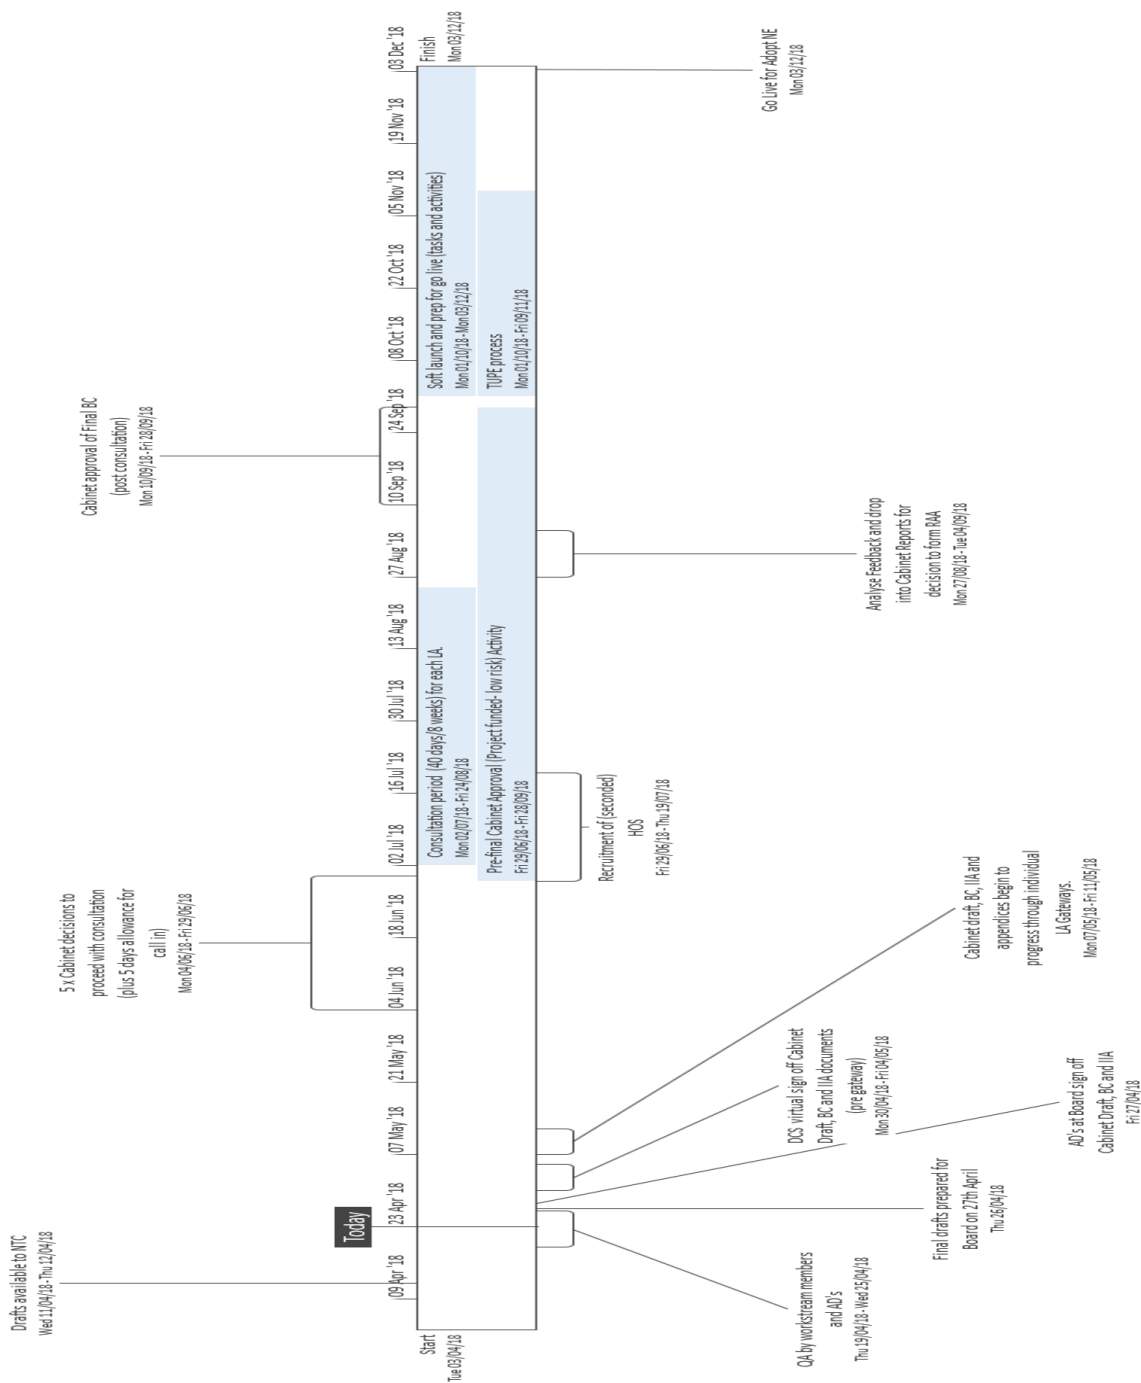 Drafts available to NTC
Wed 11/04/18 - Thu 12/04/18
5 x Cabinet decisions to
proceed with consultation
(plus 5 days allowance for
call in)
Mon 04/06/18 - Fri 29/06/18
Cabinet approval of Final BC
(post consultation)
Mon 10/09/18 - Fri 28/09/18
Today
09 Apr '18
23 Apr '18
07 May '18
21 May '18
04 Jun '18
18 Jun '18
02 Jul '18
16 Jul '18
30 Jul '18
13 Aug '18
27 Aug '18
10 Sep '18
24 Sep '18
08 Oct '18
22 Oct '18
05 Nov '18
19 Nov '18
03 Dec '18
Start
Tue 03/04/18
Consultation period (40 days/8 weeks) for each LA.
Mon 02/07/18 - Fri 24/08/18
Soft launch and prep for go live (tasks and activities)
Mon 01/10/18 - Mon 03/12/18
Finish
Mon 03/12/18
Pre-final Cabinet Approval (Project funded- low risk) Activity
Fri 29/06/18 - Fri 28/09/18
TUPE process
Mon 01/10/18 - Fri 09/11/18
Recruitment of (seconded)
HOS
Fri 29/06/18 - Thu 19/07/18
Go Live for Adopt NE
Mon 03/12/18
QA by workstream members
and AD's
Thu 19/04/18 - Wed 25/04/18
DCS virtual sign off Cabinet
Draft, BC and IIA documents
(pre gateway)
Mon 30/04/18 - Fri 04/05/18
Analyse Feedback and drop
into Cabinet Reports for
decision to form RAA
Mon 27/08/18 - Tue 04/09/18
Final drafts prepared for
Board on 27th April
Thu 26/04/18
Cabinet draft, BC, IIA and
appendices begin to
progress through individual
LA Gateways.
Mon 07/05/18 - Fri 11/05/18
AD's at Board sign off
Cabinet Draft, BC and IIA
Fri 27/04/18